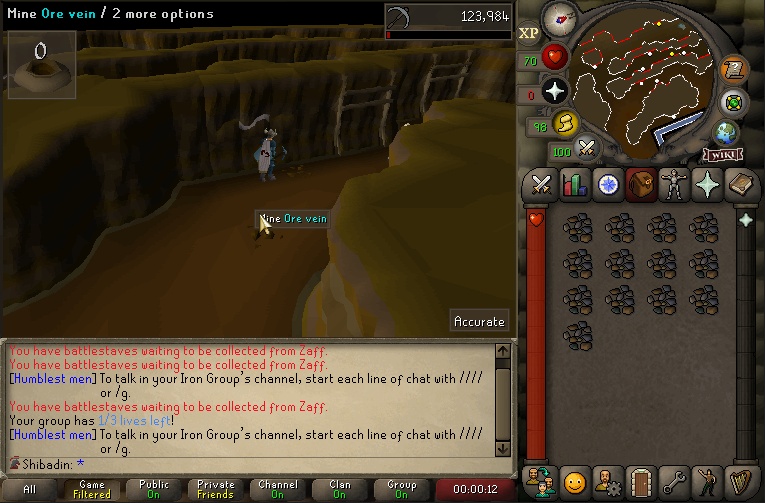 Mine Ore vein / 2 more options
123,984
0
XP
70
0
98
100
WIKI
Mine Ore vein
Accurate
You have battlestaves waiting to be collected from Zaff.
You have battlestaves waiting to be collected from Zaff.
[Humblest men] To talk in your Iron Group's channel, start each line of chat with ////
or /g.
You have battlestaves waiting to be collected from Zaff.
Your group has 1/3 lives left!
[Humblest men] To talk in your Iron Group's channel, start each line of chat with ////
or /g.
Shibadin: *
All
Game
Filtered
Public
On
Private
Friends
Channel
On
Clan
On
Group
On
00:00:12